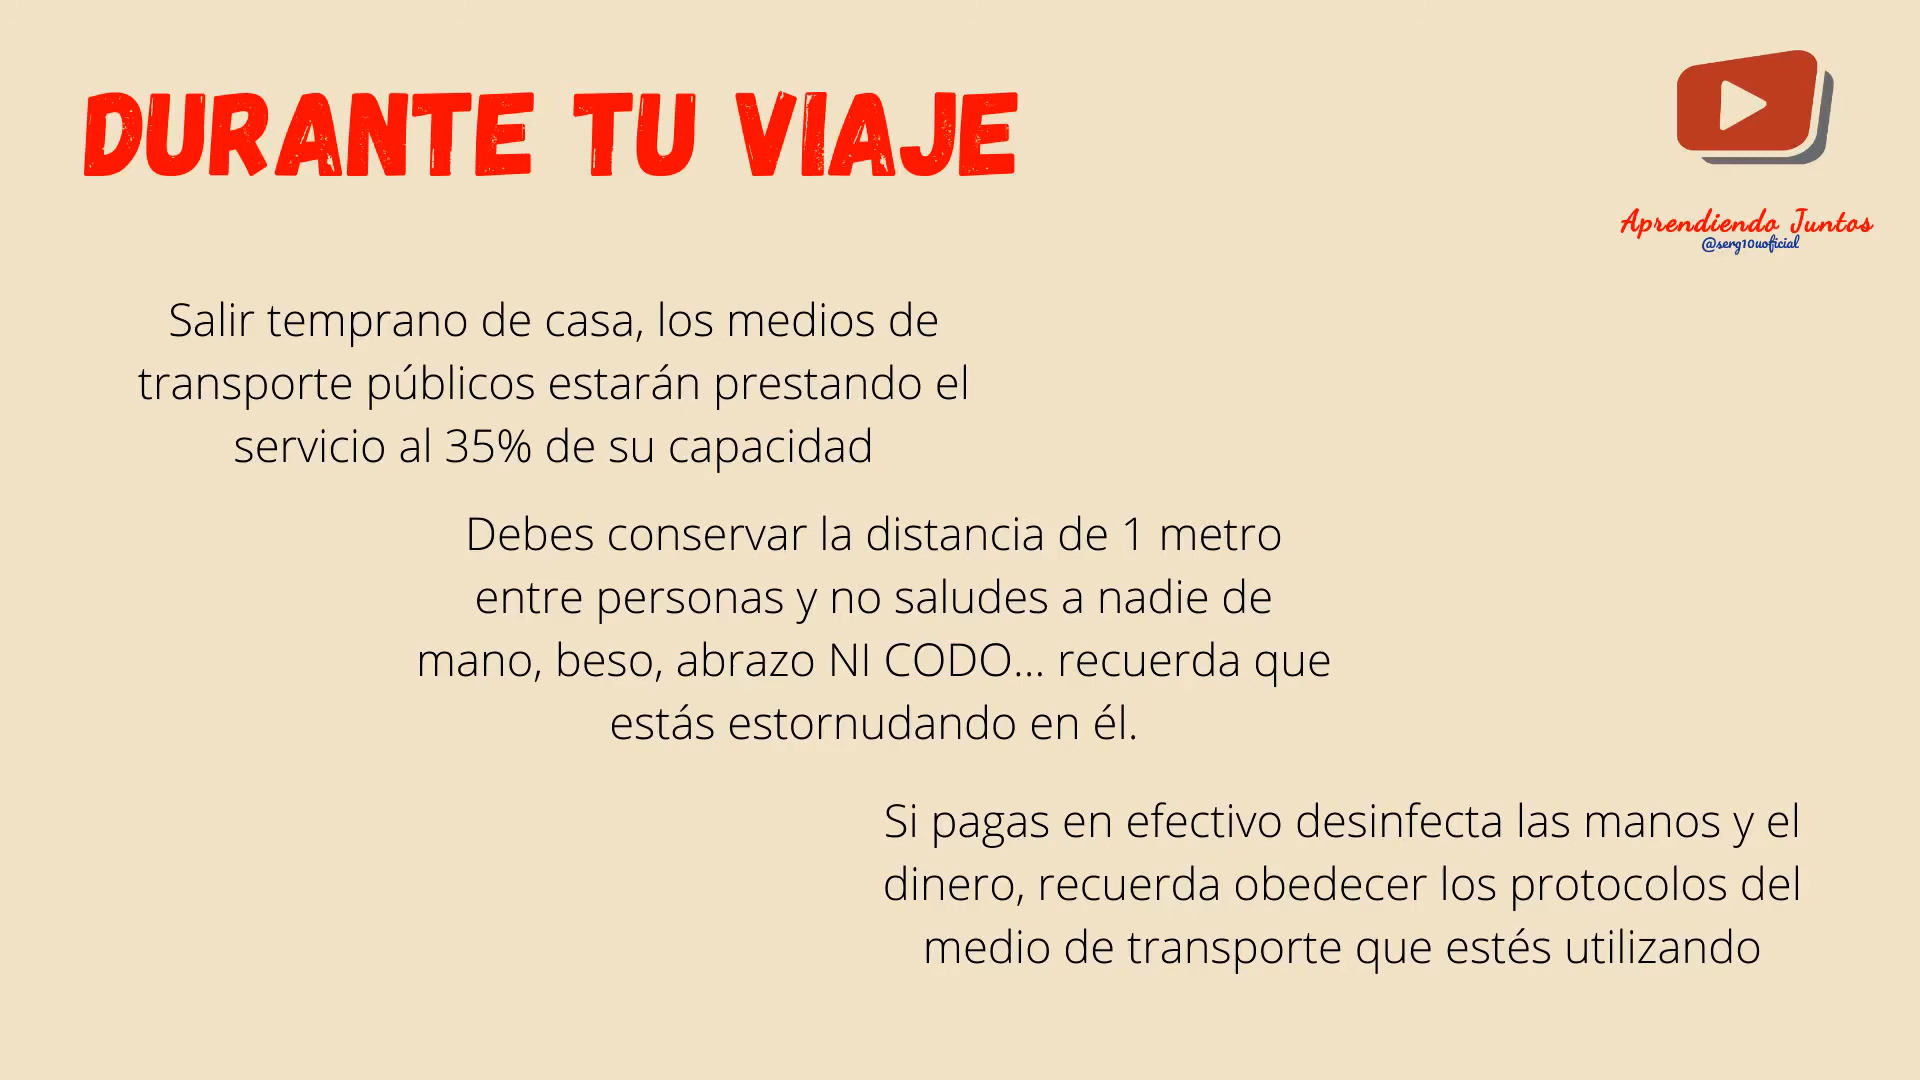 DURANTE TU VIAJE
Aprendiendo Juntos
@serg10uoficial
Salir temprano de casa, los medios de
transporte públicos estarán prestando el
servicio al 35% de su capacidad
Debes conservar la distancia de 1 metro
entre personas y no saludes a nadie de
mano, beso, abrazo NI CODO... recuerda que
estás estornudando en él.
Si pagas en efectivo desinfecta las manos y el
dinero, recuerda obedecer los protocolos del
medio de transporte que estés utilizando